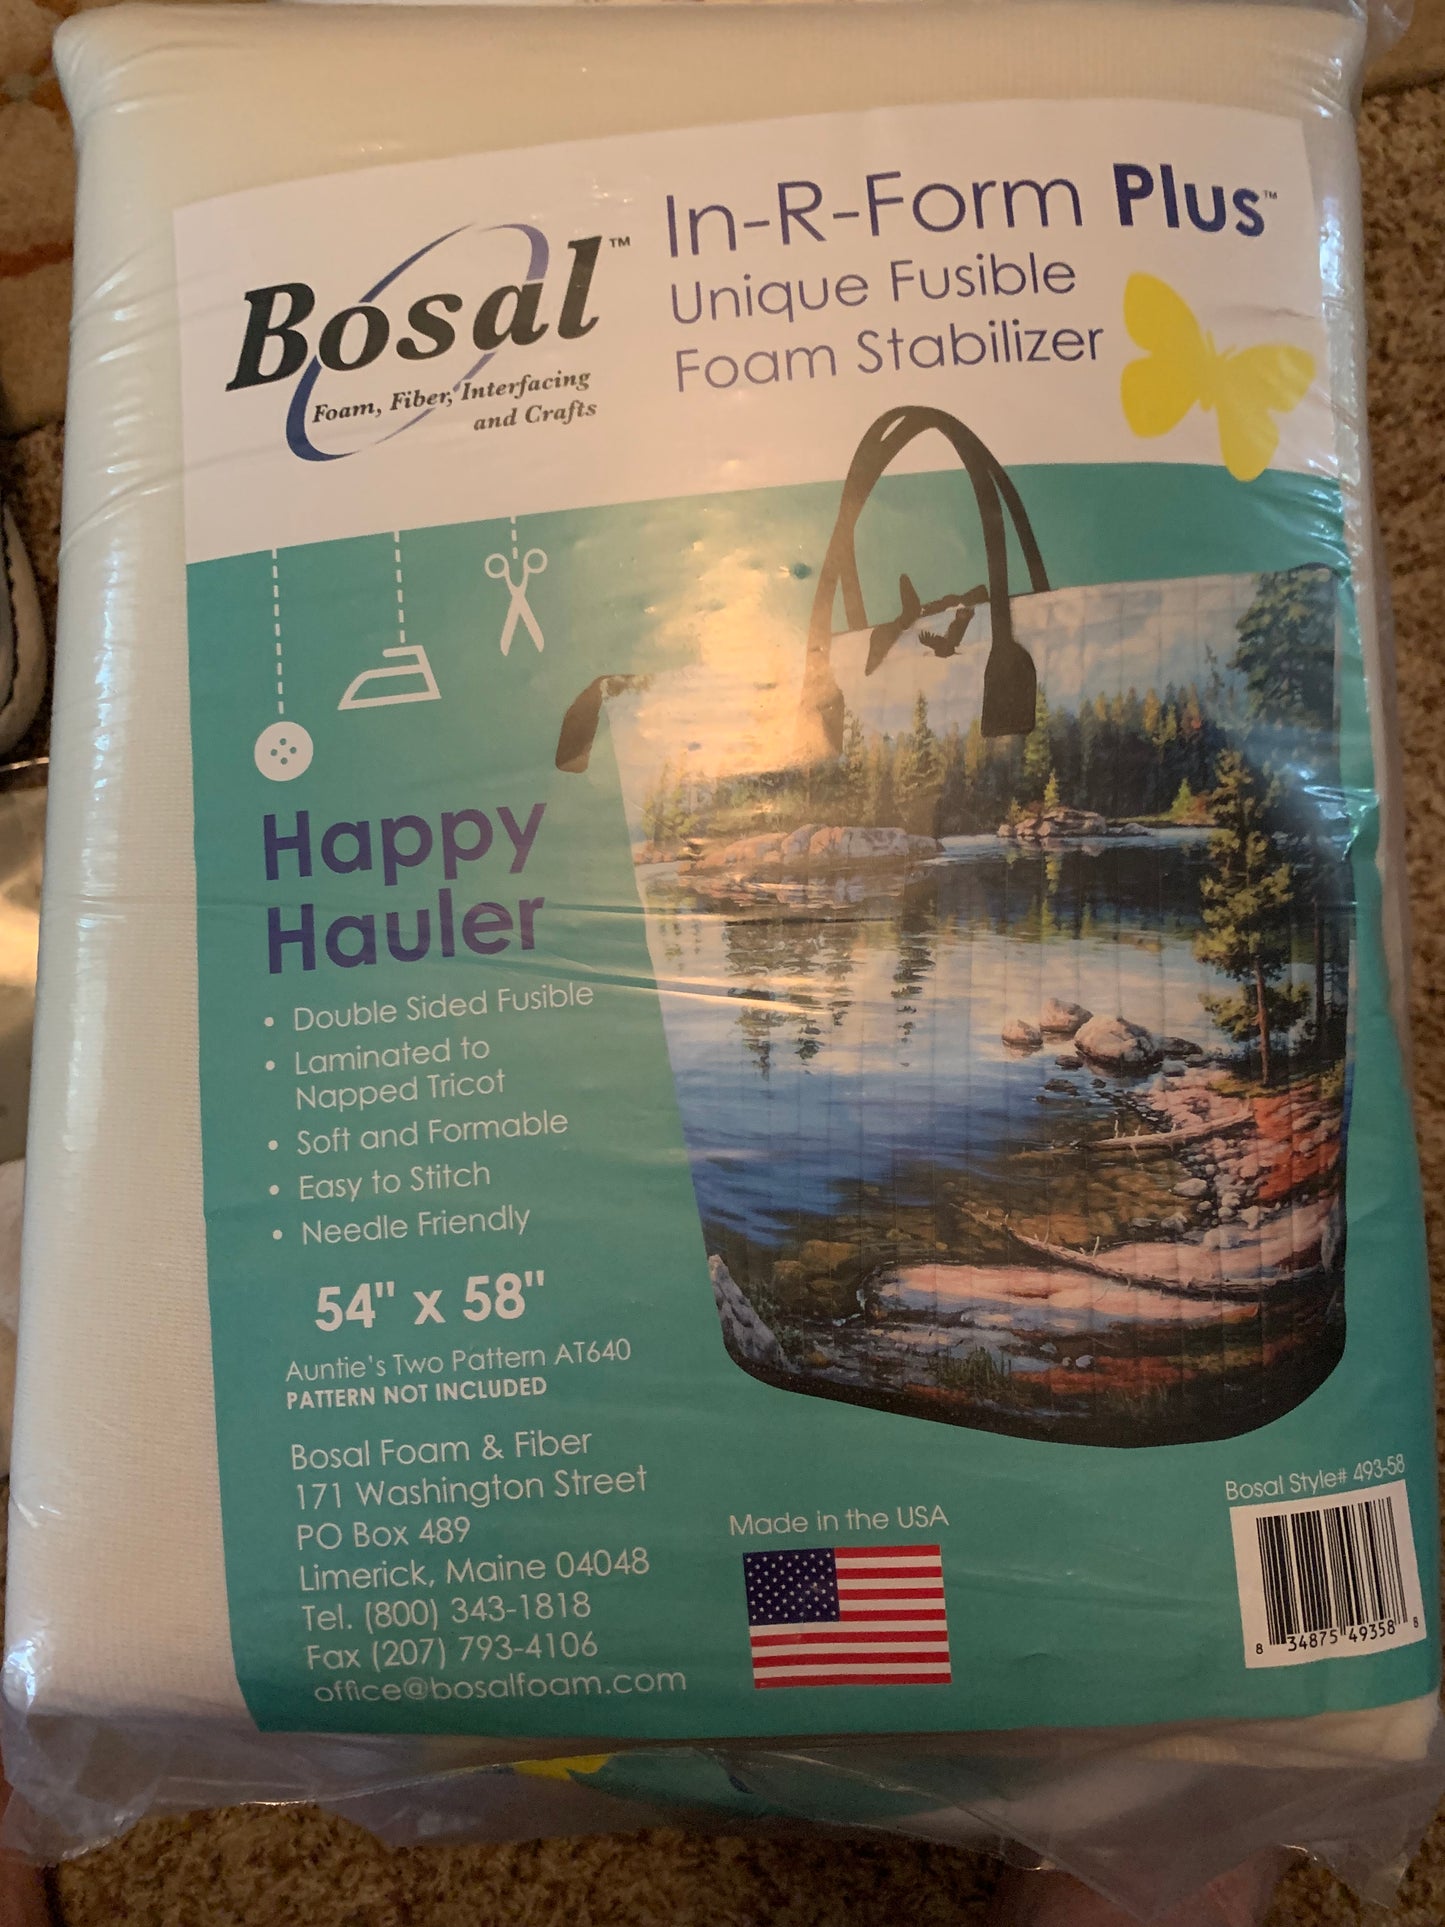 Bosal™
Foam, Fiber, Interfacing
and Crafts
In-R-Form Plus™
Unique Fusible
Foam Stabilizer
Happy
Hauler
• Double Sided Fusible
• Laminated to
Napped Tricot
• Soft and Formable
• Easy to Stitch
• Needle Friendly
54" x 58"
Auntie's Two Pattern AT640
PATTERN NOT INCLUDED
Bosal Foam & Fiber
171 Washington Street
PO Box 489
Limerick, Maine 04048
Tel. (800) 343-1818
Fax (207) 793-4106
office@bosalfoam.com
Made in the USA
Bosal Style# 493-58
8 34875 49358 8